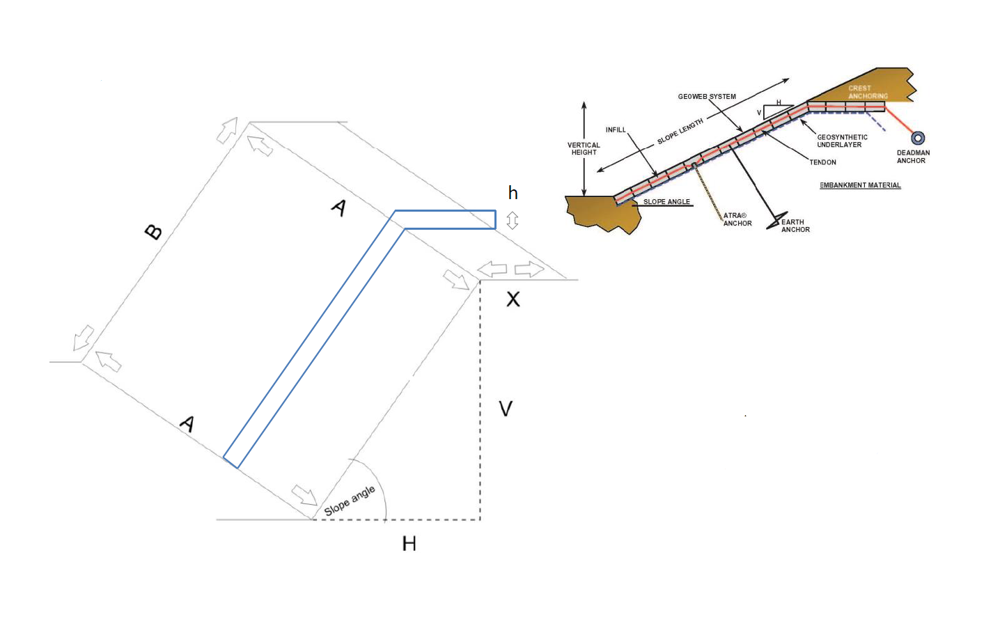 B
A
h
X
V
A
Slope angle
H
CREST
ANCHORING
GEOWEB SYSTEM
H
V
INFILL
SLOPE LENGTH
VERTICAL
HEIGHT
GEOSYNTHETIC
UNDERLAYER
TENDON
DEADMAN
ANCHOR
EMBANKMENT MATERIAL
SLOPE ANGLE
ATRA®
ANCHOR
EARTH
ANCHOR